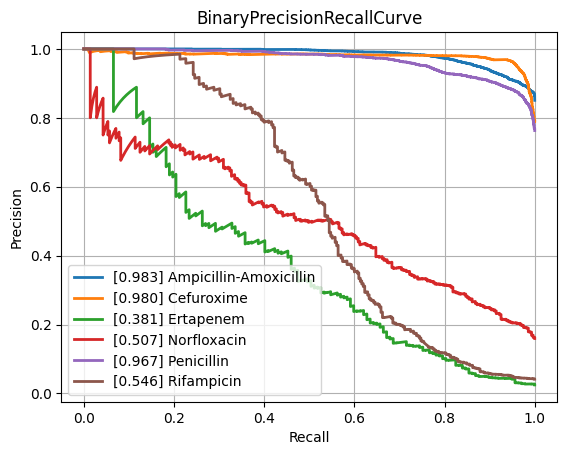 BinaryPrecisionRecallCurve
Precision
1.0
0.8
0.6
0.4
0.2
0.0
[0.983] Ampicillin-Amoxicillin
[0.980] Cefuroxime
[0.381] Ertapenem
[0.507] Norfloxacin
[0.967] Penicillin
[0.546] Rifampicin
0.0 0.2 0.4 0.6 0.8 1.0
Recall